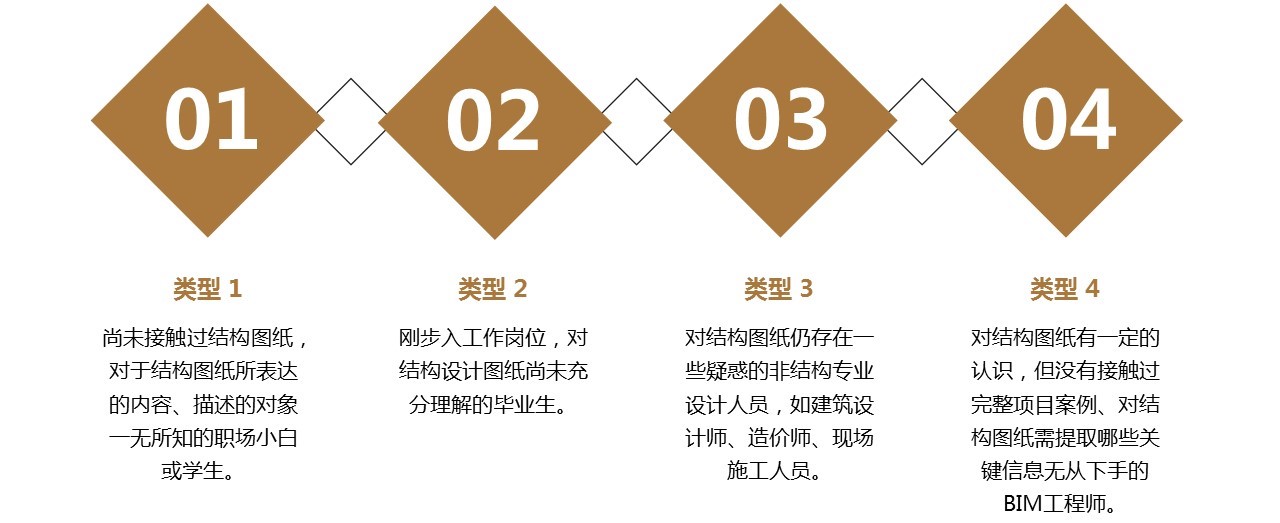 01
02
03
04
类型 1
尚未接触过结构图纸，
对于结构图纸所表达
的内容、描述的对象
一无所知的职场小白
或学生。
类型 2
刚步入工作岗位，对
结构设计图纸尚未充
分理解的毕业生。
类型 3
对结构图纸仍存在一
些疑惑的非结构专业
设计人员，如建筑设
计师、造价师、现场
施工人员。
类型 4
对结构图纸有一定的
认识，但没有接触过
完整项目案例、对结
构图纸需提取哪些关
键信息无从下手的
BIM工程师。